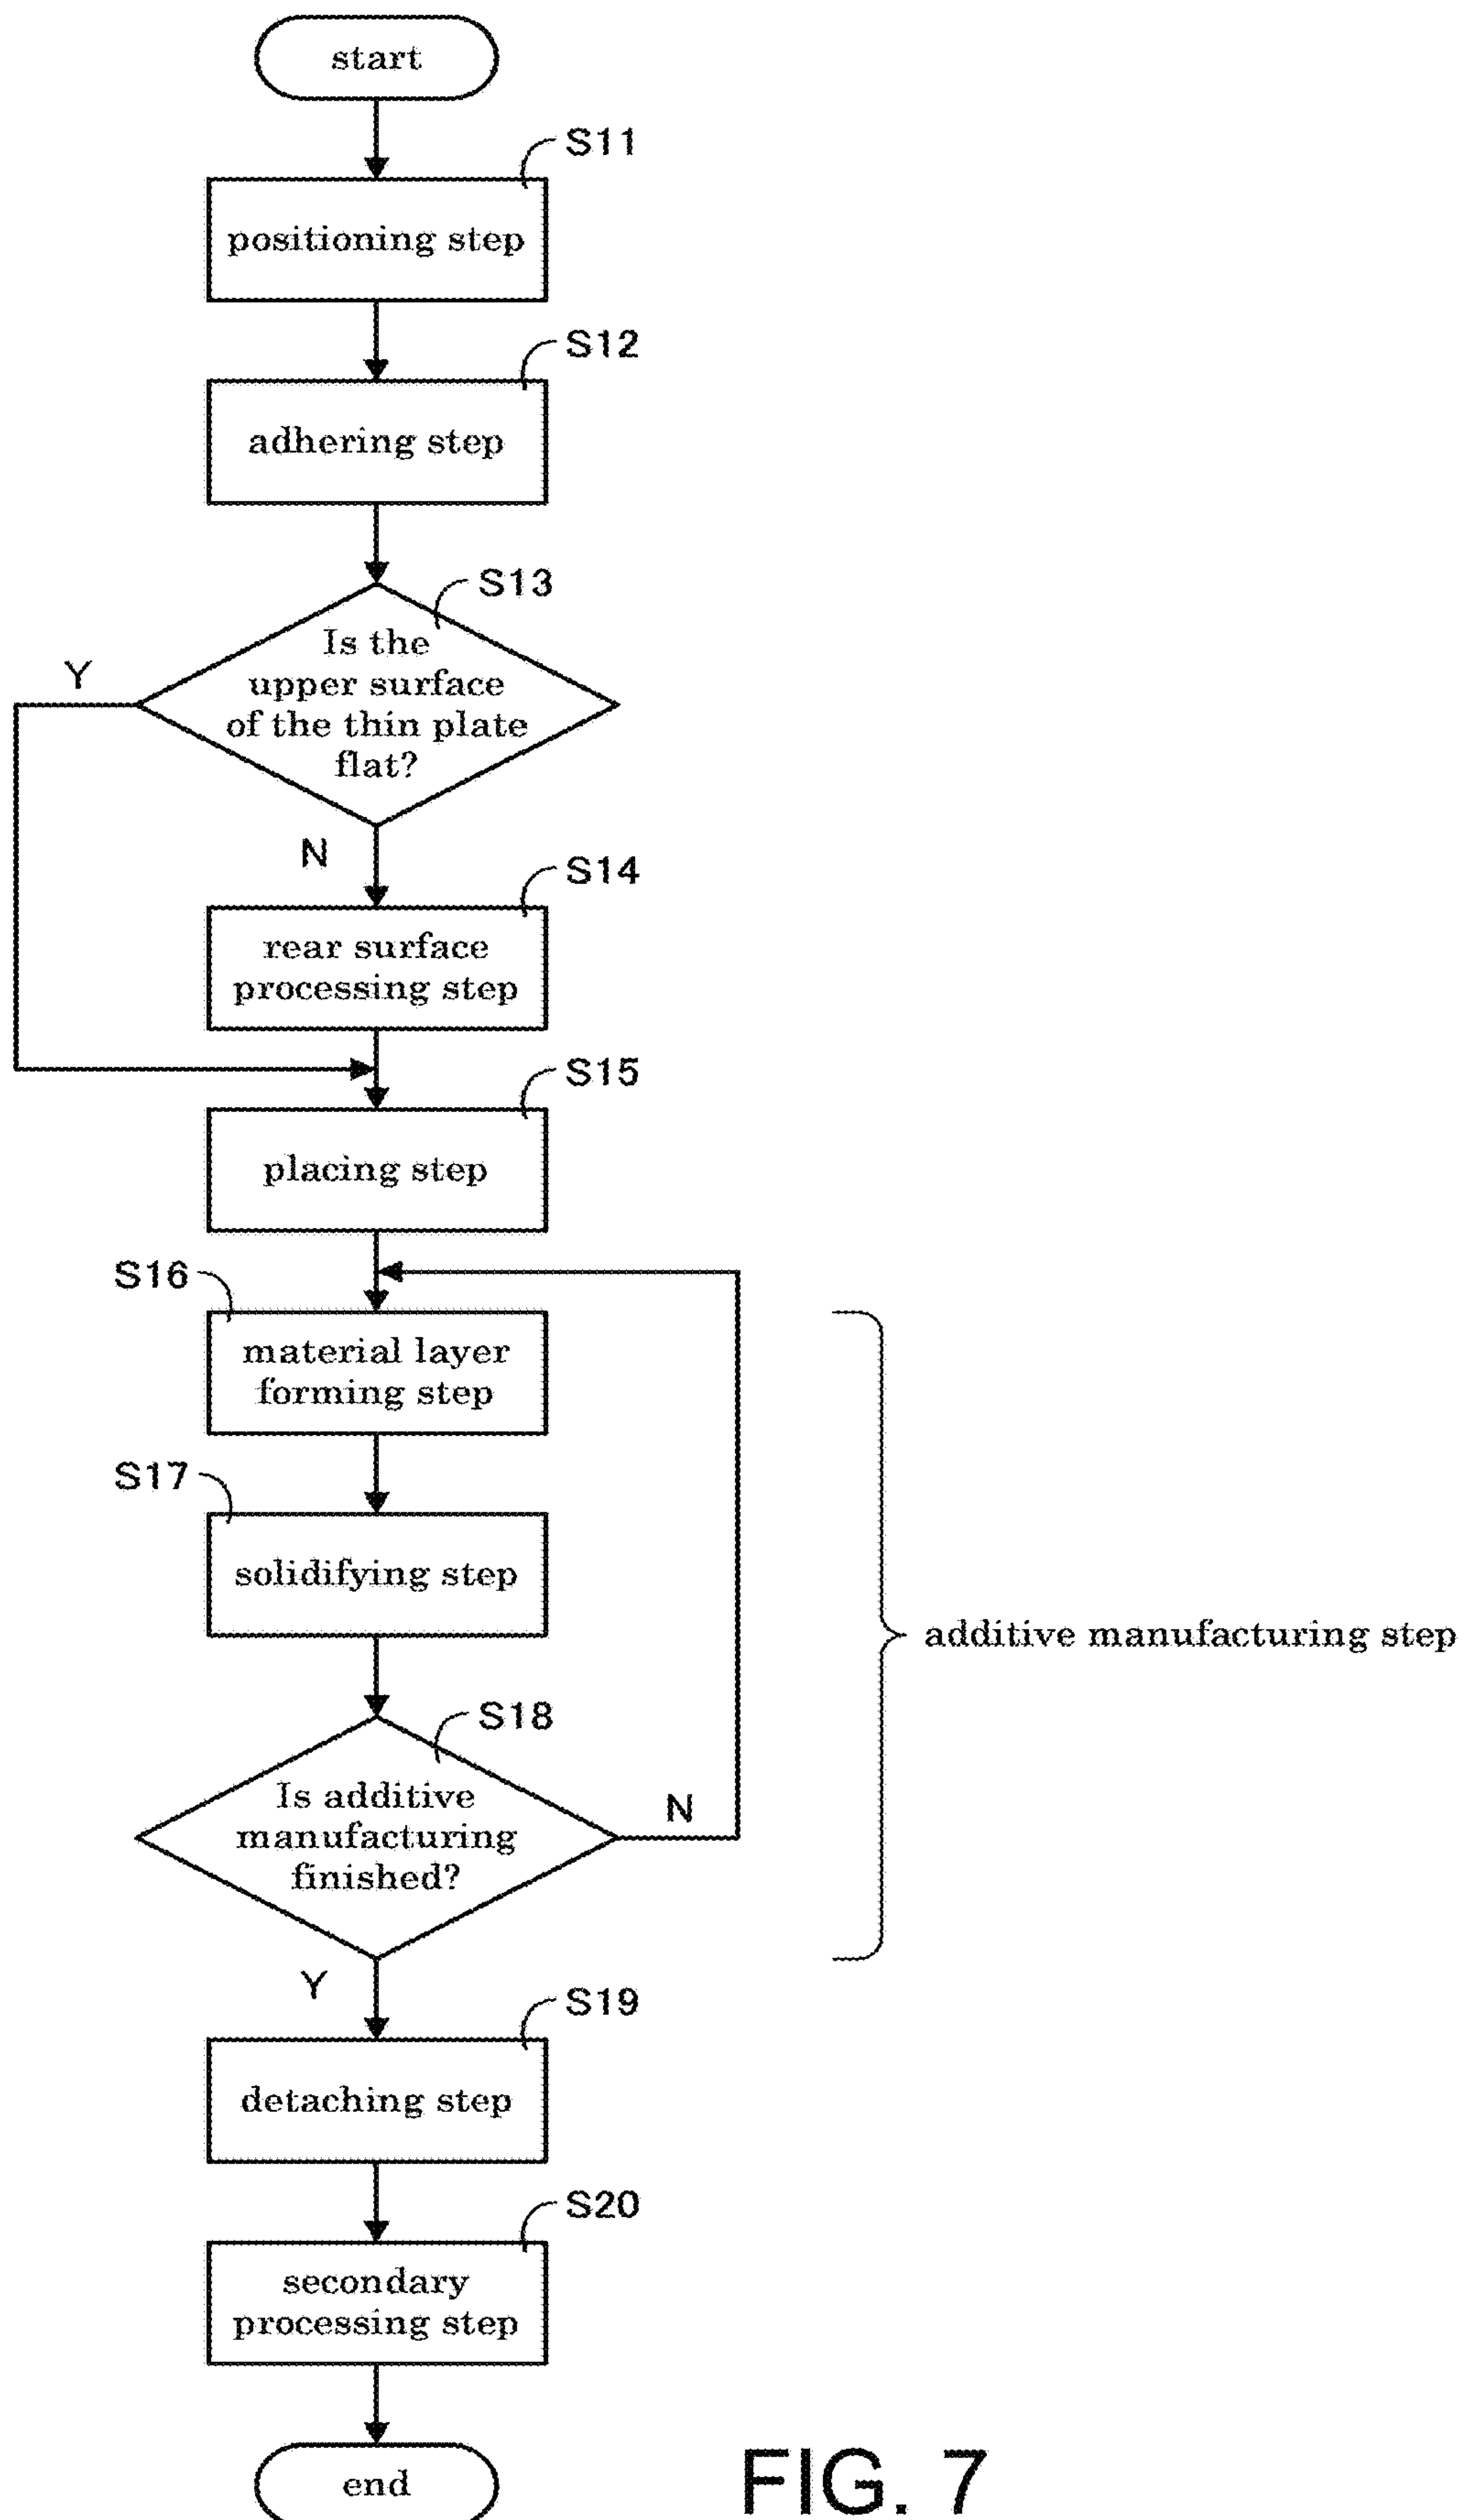 start
S11
positioning step
S12
adhering step
S13
Is the
upper surface
of the thin plate
flat?
Y
N
S14
rear surface
processing step
S15
placing step
S16
material layer
forming step
S17
solidifying step
additive manufacturing step
S18
Is additive
manufacturing
finished?
N
Y
S19
detaching step
S20
secondary
processing step
end
FIG. 7